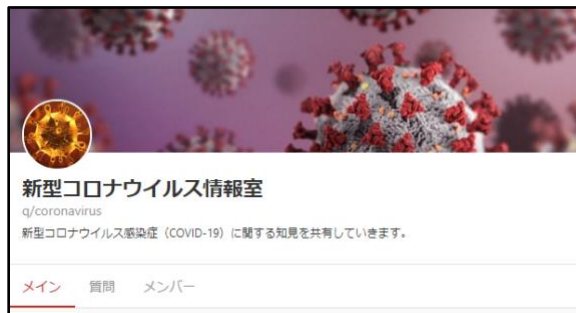 新型コロナウイルス情報室
q/coronavirus
新型コロナウイルス感染症（COVID-19）に関する知見を共有していきます。
メイン 質問 メンバー